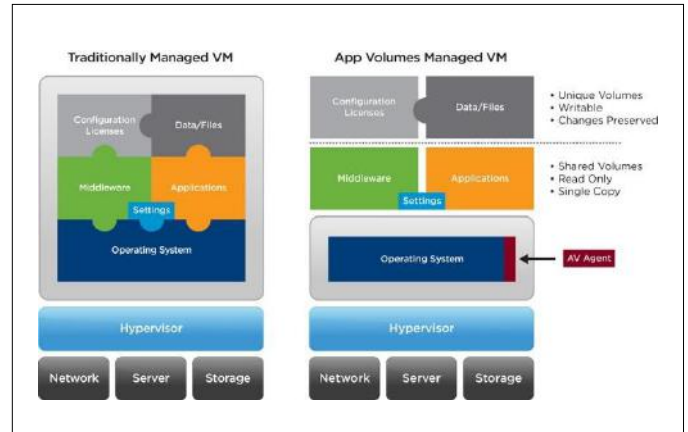 Traditionally Managed VM
Configuration
Licenses
Data/Files
Middleware
Applications
Settings
Operating System
Hypervisor
Network
Server
Storage
App Volumes Managed VM
Configuration
Licenses
Data/Files
• Unique Volumes
• Writable
• Changes Preserved
Middleware
Applications
Settings
• Shared Volumes
• Read Only
• Single Copy
Operating System
AV Agent
Hypervisor
Network
Server
Storage